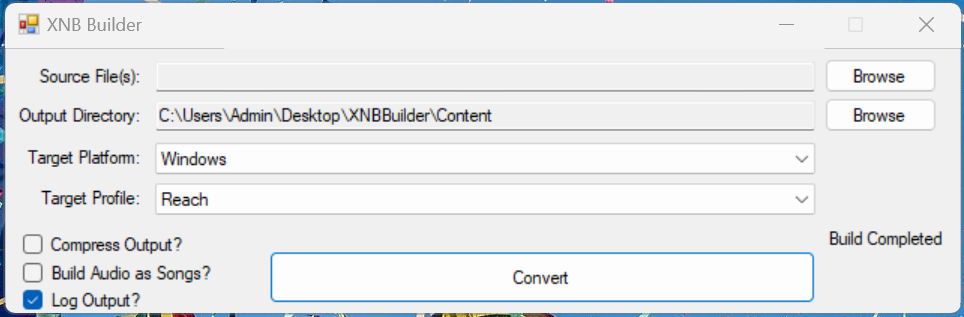 XNB Builder
Source File(s):
Browse
Output Directory: C:\Users\Admin\Desktop\XNBBuilder\Content
Browse
Target Platform: Windows
Target Profile: Reach
Build Completed
Compress Output?
Build Audio as Songs?
Convert
Log Output?